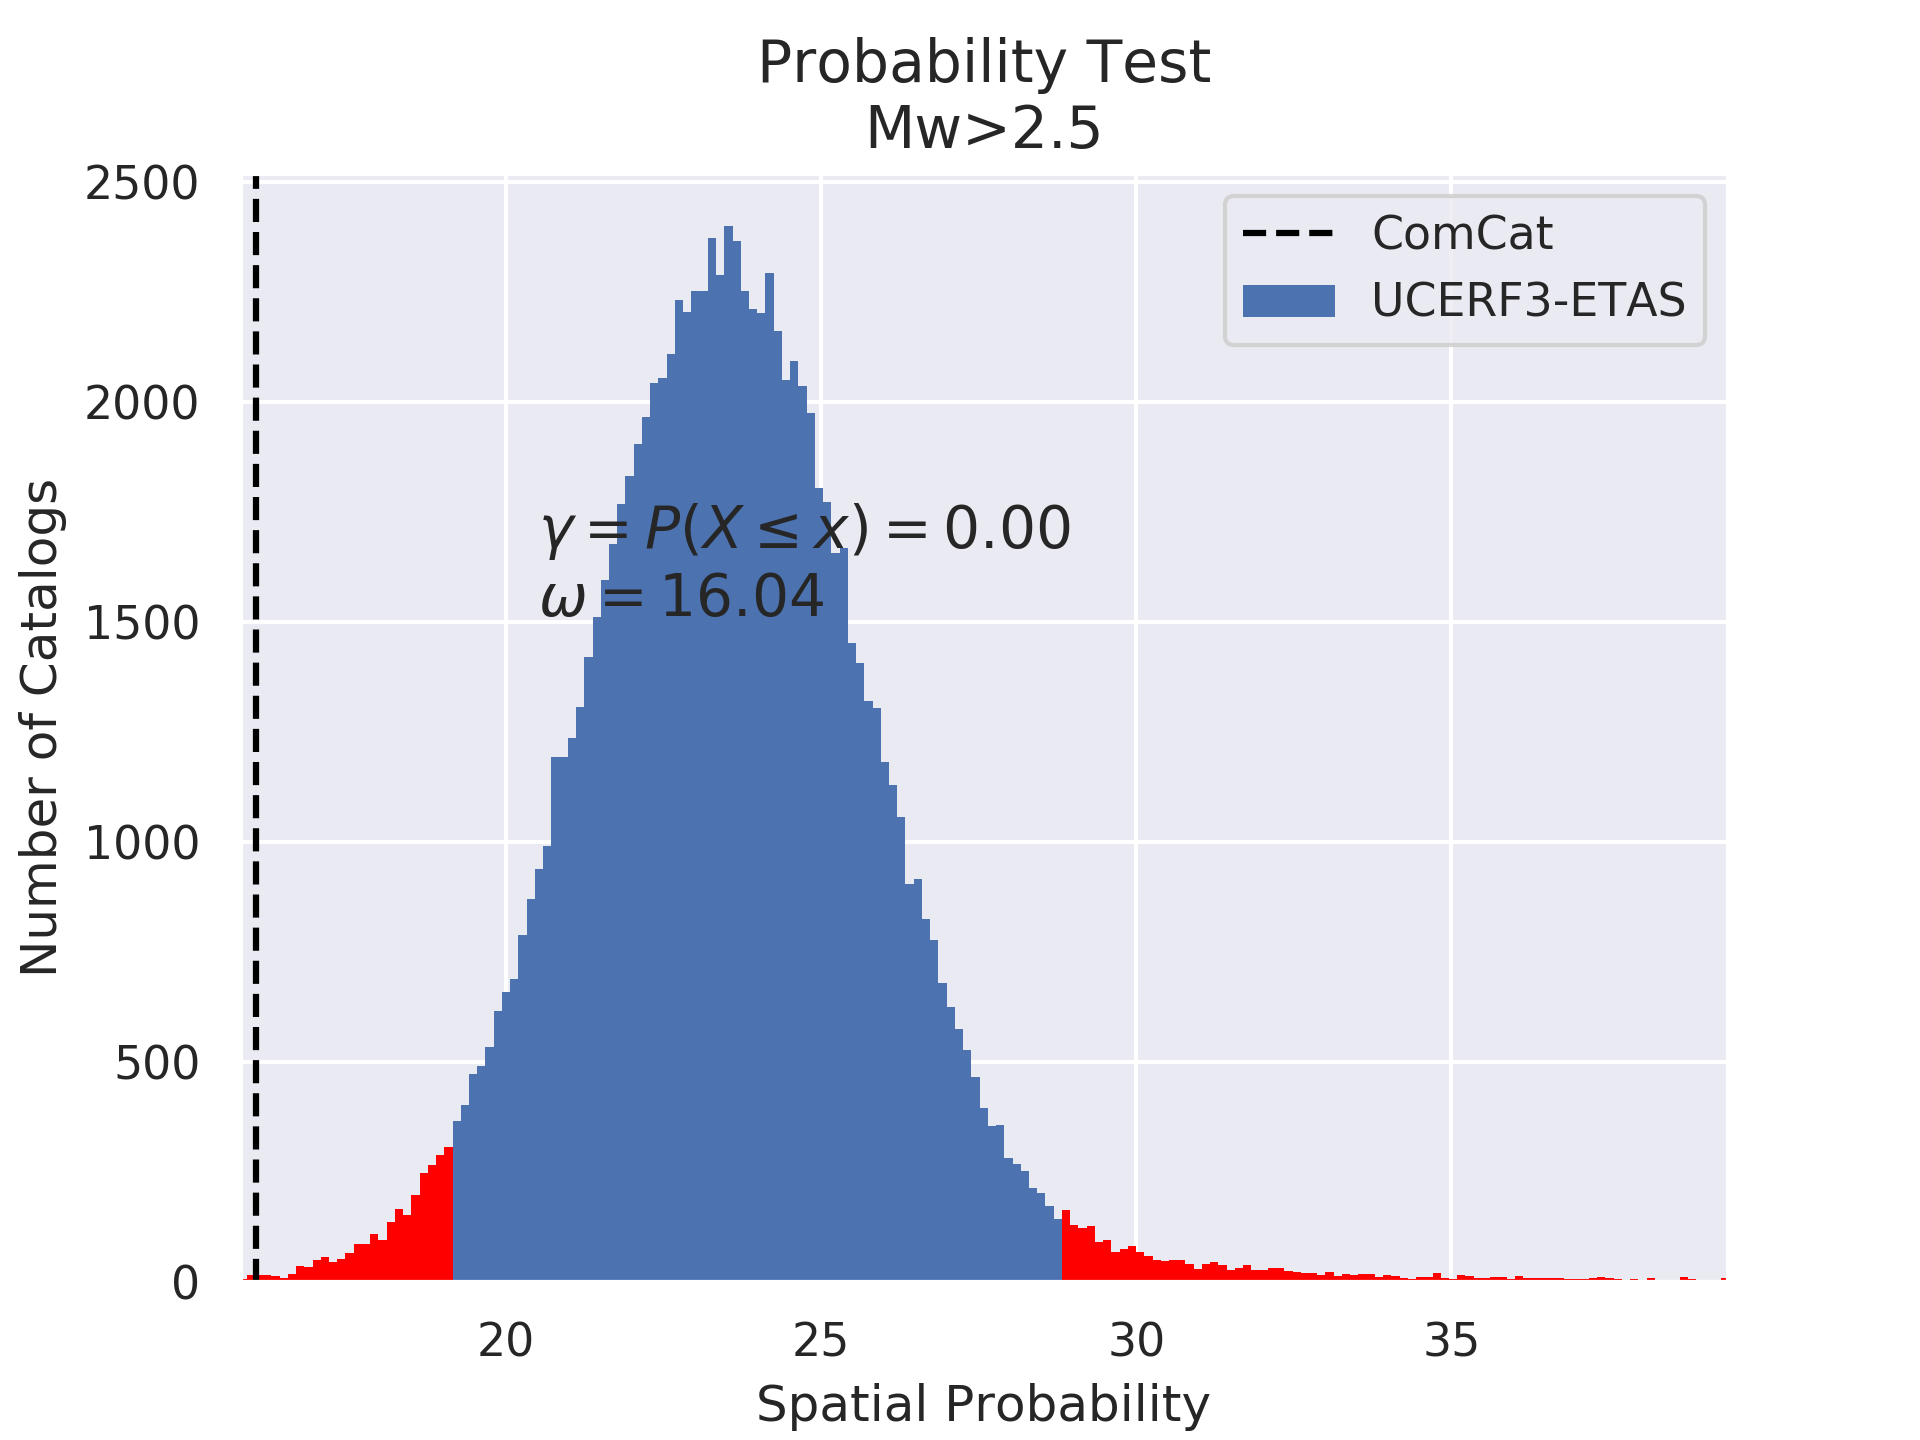 Probability Test
Mw>2.5
2500
2000
1500
1000
500
0
Number of Catalogs
ComCat
UCERF3-ETAS
γ = P(X ≤ x) = 0.00
ω = 16.04
20 25 30 35
Spatial Probability